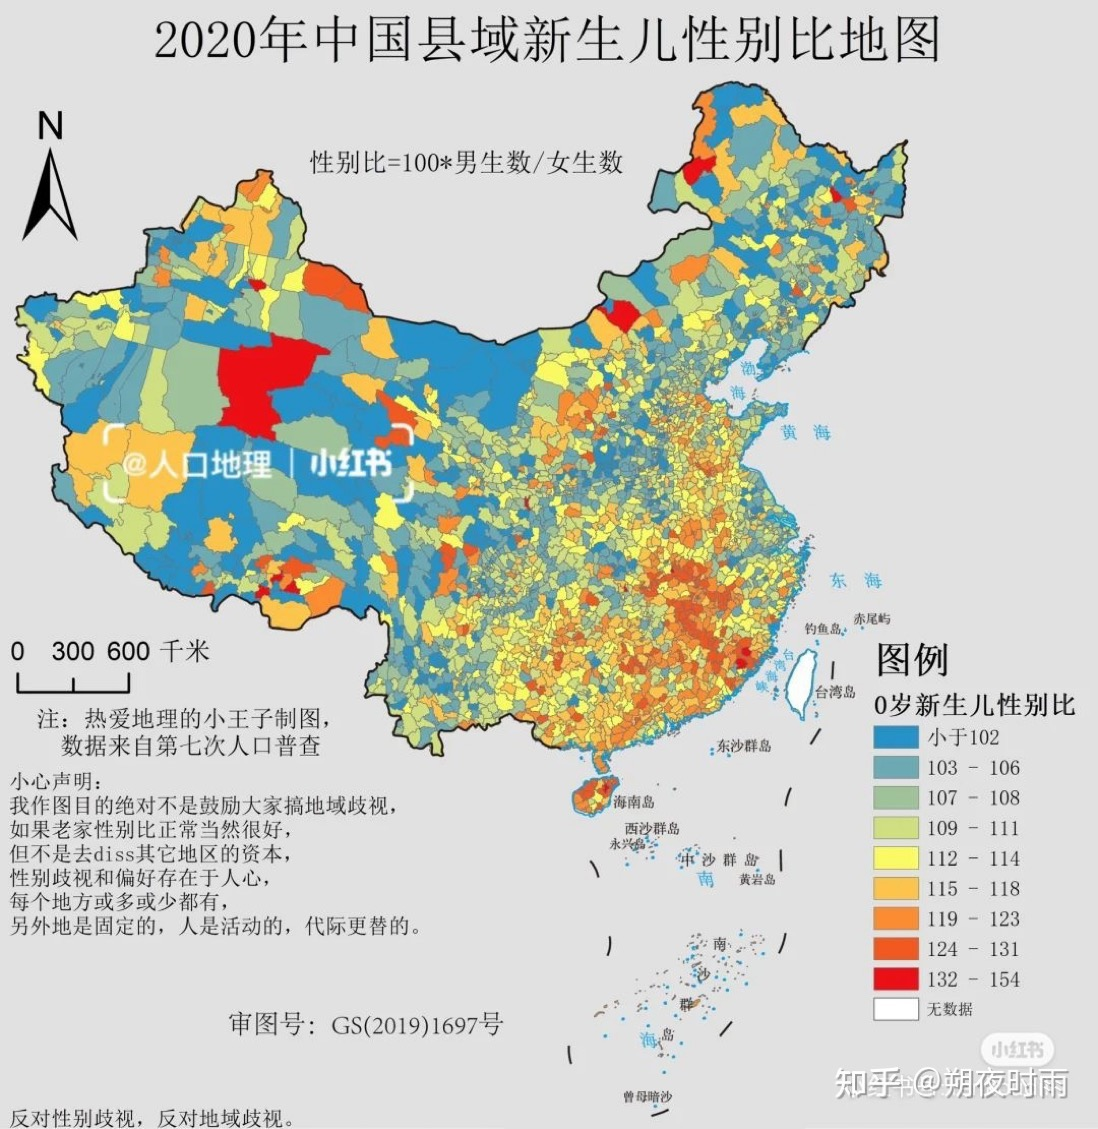 2020年中国县域新生儿性别比地图
N
性别比=100*男生数/女生数
渤
海
黄 海
@人口地理 | 小红书
东 海
赤尾屿
钓鱼岛
台
湾
海
峡
台湾岛
0 300 600 千米
注：热爱地理的小王子制图，
数据来自第七次人口普查
小心声明：
我作图目的绝对不是鼓励大家搞地域歧视，
如果老家性别比正常当然很好，
但不是去diss其它地区的资本，
性别歧视和偏好存在于人心，
每个地方或多或少都有，
另外地是固定的，人是活动的，代际更替的。
东沙群岛
海南岛
西沙群岛
永兴岛
中沙群岛
黄岩岛
南
海
南
沙
群
岛
曾母暗沙
图例
0岁新生儿性别比
小于102
103 - 106
107 - 108
109 - 111
112 - 114
115 - 118
119 - 123
124 - 131
132 - 154
无数据
审图号：GS(2019)1697号
小红书
知乎 @朔夜时雨
反对性别歧视，反对地域歧视。